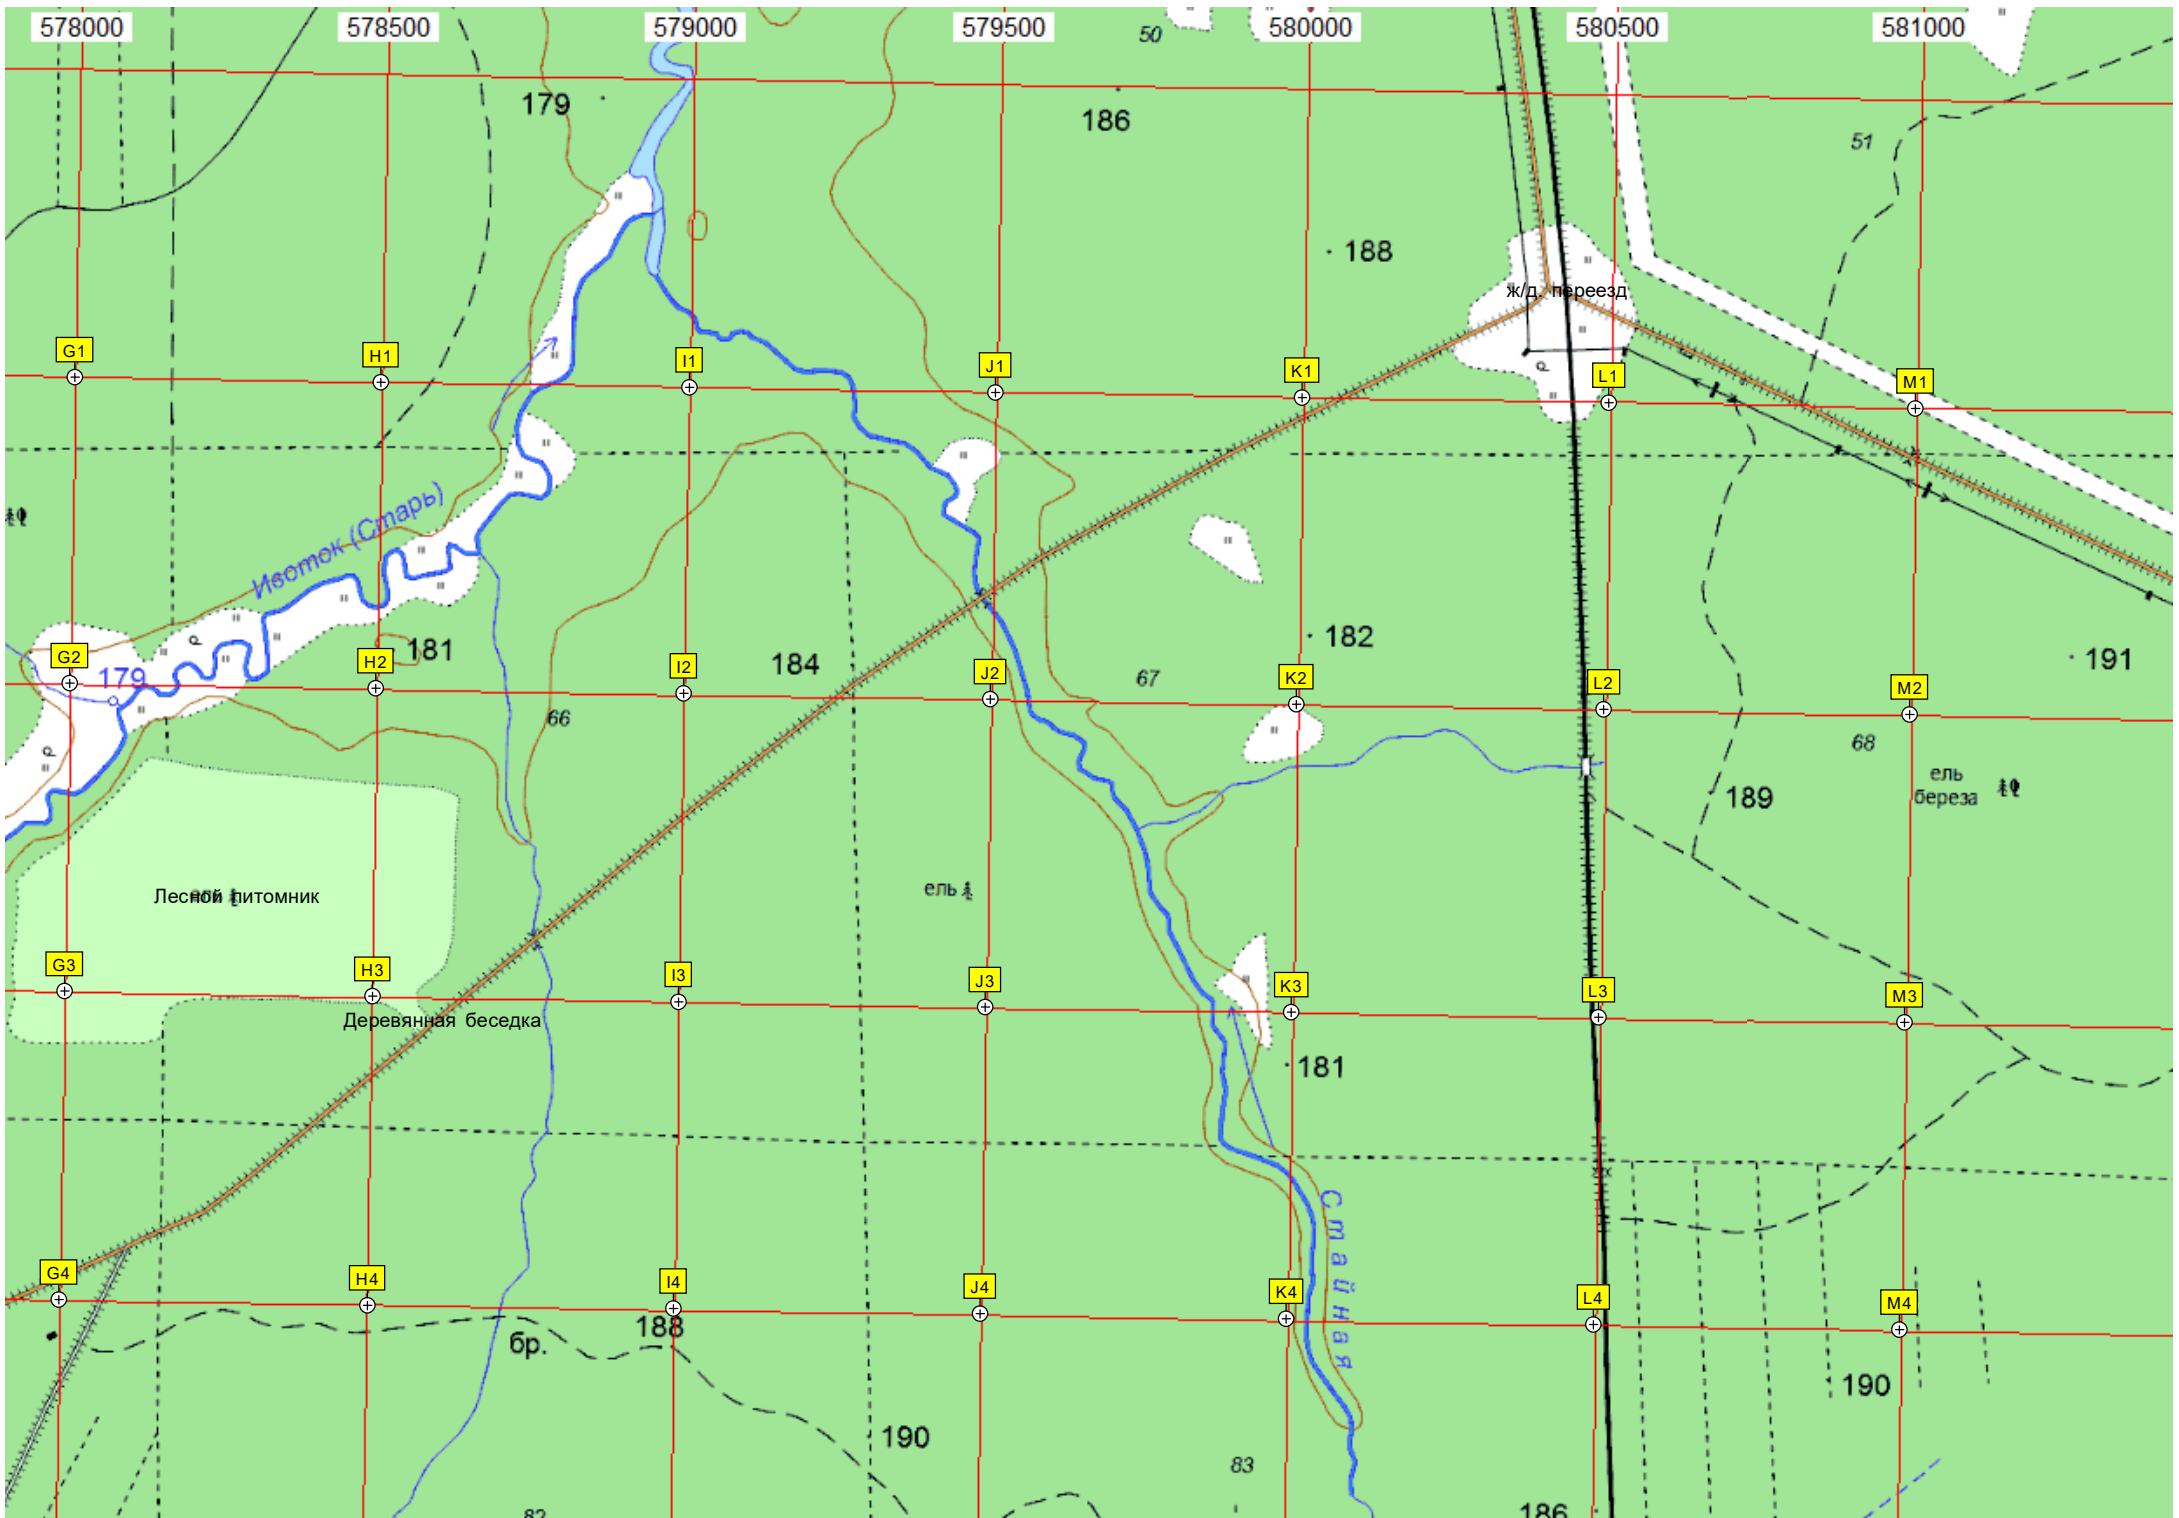 578000 578500 579000 579500 580000 580500 581000
50
179
186
51
188
ж/д. переезд
G1 H1 I1 J1 K1 L1 M1
р
Ивоток (Старь)
182
р
181
184
191
G2 H2 I2 J2 K2 L2 M2
179
67
66
68
р
ель
береза
189
ель
Лесной питомник
G3 H3 I3 J3 K3 L3 M3
Деревянная беседка
181
Стайная
G4 H4 I4 J4 K4 L4 M4
188
бр.
190
190
83
186
82